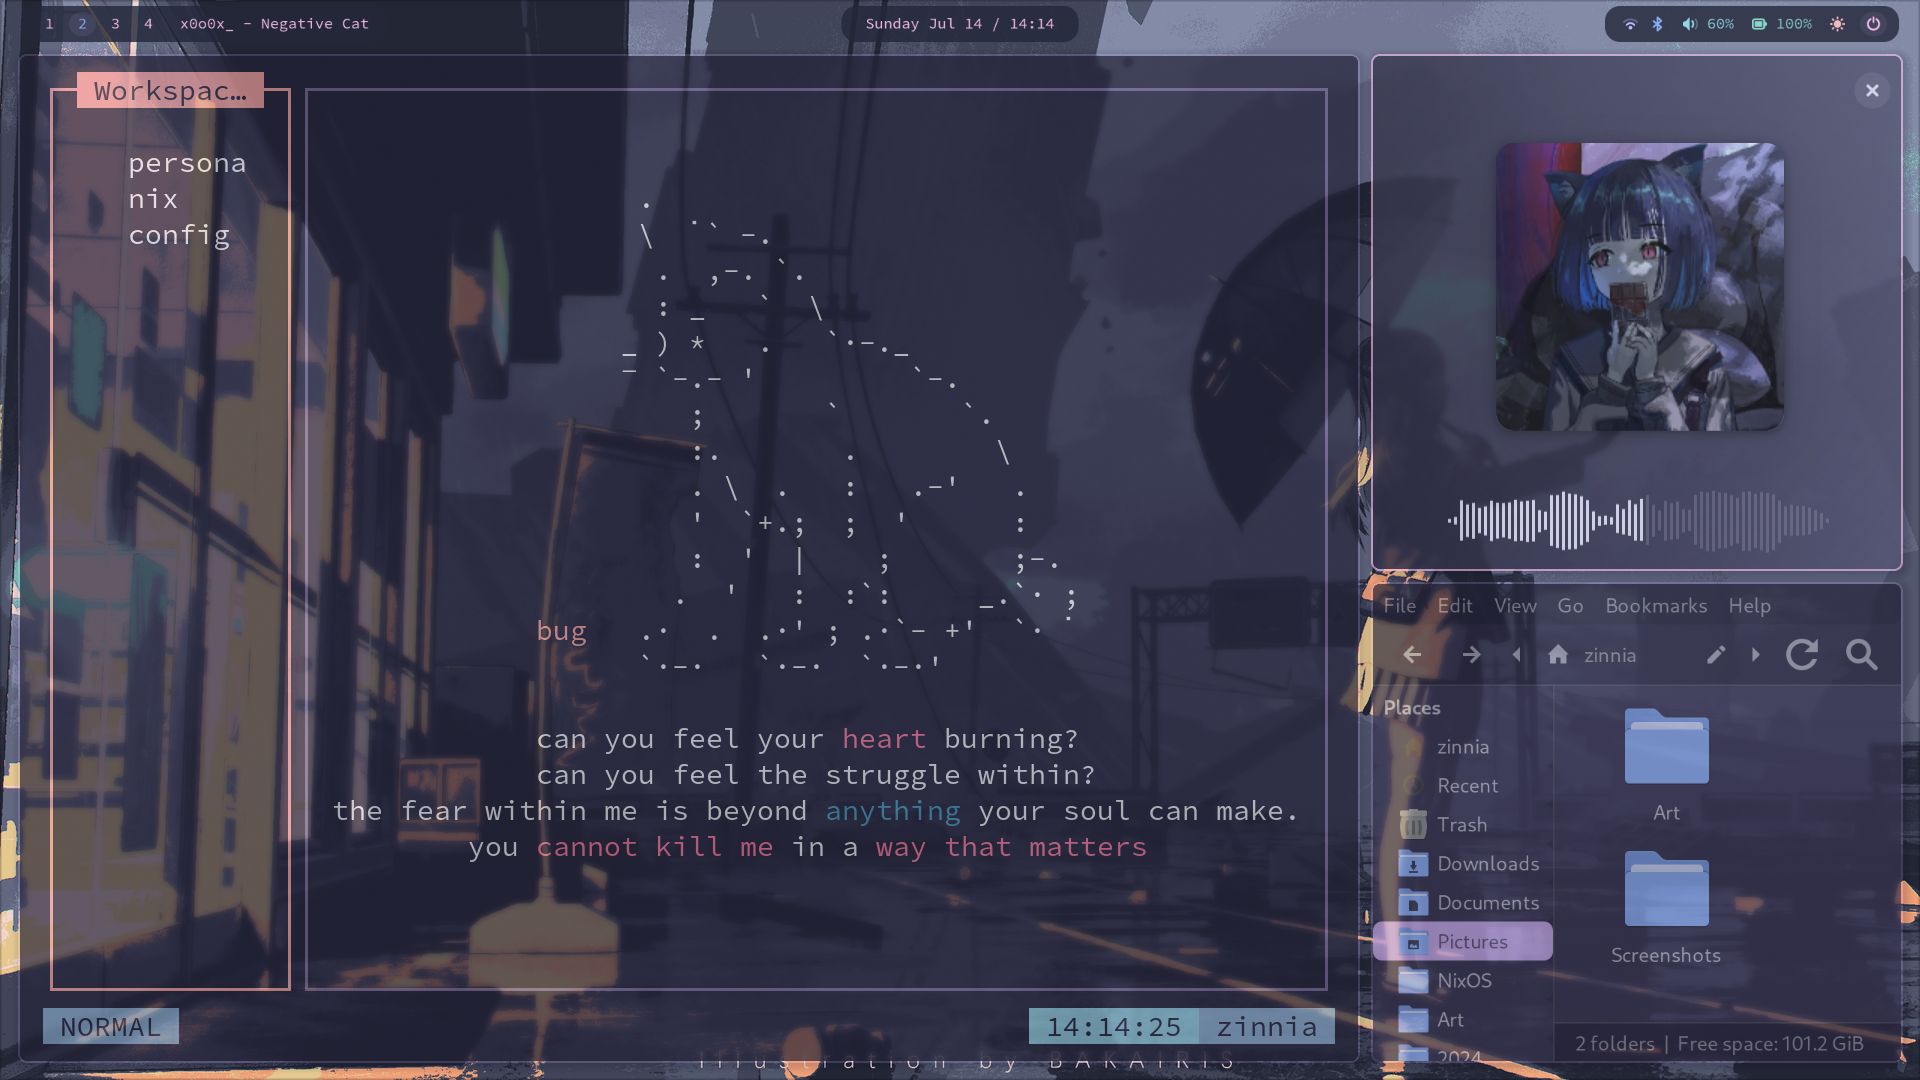 1 2 3 4 x0o0x_ - Negative Cat
Sunday Jul 14 / 14:14
60% 100%
Workspac…
persona
nix
config
bug
can you feel your heart burning?
can you feel the struggle within?
the fear within me is beyond anything your soul can make.
you cannot kill me in a way that matters
NORMAL
14:14:25 zinnia
Illustration by BAKAIRIS
File Edit View Go Bookmarks Help
zinnia
Places
zinnia
Recent
Trash
Downloads
Documents
Pictures
NixOS
Art
2024
Art
Screenshots
2 folders | Free space: 101.2 GiB